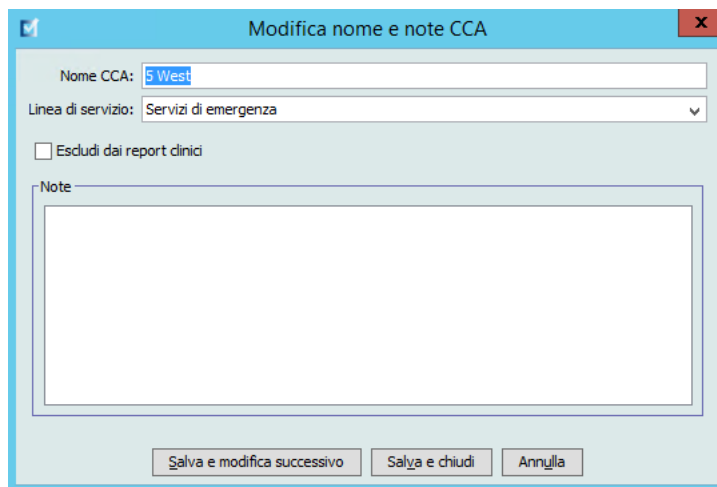 Modifica nome e note CCA
x
Nome CCA: 5 West
Linea di servizio: Servizi di emergenza
Escludi dai report clinici
Note
Salva e modifica successivo Salva e chiudi Annulla